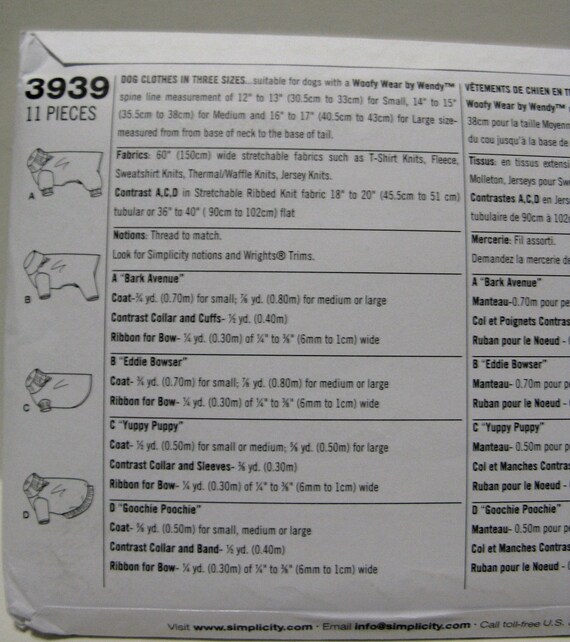 3939
11 PIECES
A
B
C
D
DOG CLOTHES IN THREE SIZES...suitable for dogs with a Woofy Wear by Wendy™
spine line measurement of 12" to 13" (30.5cm to 33cm) for Small, 14" to 15"
(35.5cm to 38cm) for Medium and 16" to 17" (40.5cm to 43cm) for Large size-
measured from from base of neck to the base of tail.
Fabrics: 60" (150cm) wide stretchable fabrics such as T-Shirt Knits, Fleece,
Sweatshirt Knits, Thermal/Waffle Knits, Jersey Knits.
Contrast A,C,D in Stretchable Ribbed Knit fabric 18" to 20" (45.5cm to 51 cm)
tubular or 36" to 40" ( 90cm to 102cm) flat
Notions: Thread to match.
Look for Simplicity notions and Wrights® Trims.
A "Bark Avenue"
Coat-¾ yd. (0.70m) for small; ⅞ yd. (0.80m) for medium or large
Contrast Collar and Cuffs- ½ yd. (0.40m)
Ribbon for Bow- yd. (0.30m) of ¼" to ⅜" (6mm to 1cm) wide
B "Eddie Bowser"
Coat- ¾ yd. (0.70m) for small; ⅞ yd. (0.80m) for medium or large
Ribbon for Bow- yd. (0.30m) of ¼" to ⅜" (6mm to 1cm) wide
C "Yuppy Puppy"
Coat- ½ yd. (0.50m) for small or medium; ⅝ yd. (0.50m) for large
Contrast Collar and Sleeves- ⅜ yd. (0.30m)
Ribbon for Bow- yd. (0.30m) of ¼" to ⅜" (6mm to 1cm) wide
D "Goochie Poochie"
Coat- ⅝ yd. (0.50m) for small, medium or large
Contrast Collar and Band- ½ yd. (0.40m)
Ribbon for Bow- yd. (0.30m) of ¼" to ⅜" (6mm to 1cm) wide
VÊTEMENTS DE CHIEN EN
Woofy Wear by Wendy™
38cm pour la taille Moyen
du cou jusqu'à la base de
Tissus: en tissus extensi
Molleton, Jerseys pour Sw
Contrastes A,C,D en Jers
tubulaire de 90cm à 102c
Mercerie: Fil assorti.
Demandez la mercerie de
A "Bark Avenue"
Manteau-0.70m pour pe
Col et Poignets Contras
Ruban pour le Noeud -
B "Eddie Bowser"
Manteau- 0.70m pour p
Ruban pour le Noeud -
C "Yuppy Puppy"
Manteau- 0.50m pour p
Col et Manches Contras
Ruban pour le Noeud -
D "Goochie Poochie"
Manteau- 0.50m pour p
Col et Manches Contras
Ruban pour le Noeud -
Visit www.simplicity.com · Email info@simplicity.com · Call toll-free U.S.